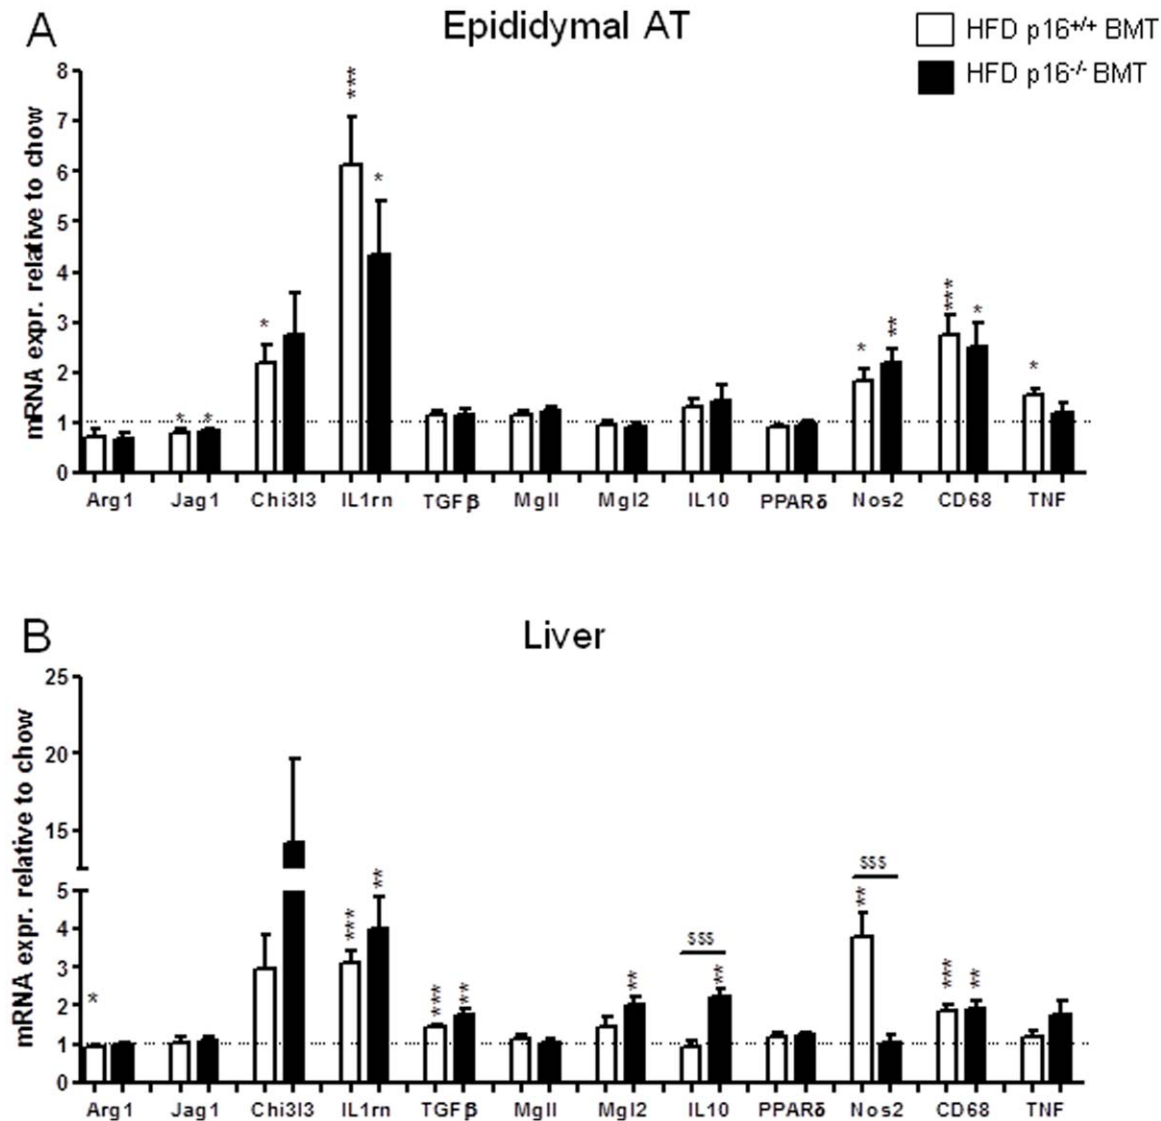 A
Epididymal AT
HFD p16+/+ BMT
HFD p16-/- BMT
mRNA expr. relative to chow
8
7
6
5
4
3
2
1
0
*** * * *** * * ** *** * * *
Arg1 Jag1 Chi3l3 IL1rn TGFβ MgII Mgl2 IL10 PPARδ Nos2 CD68 TNF
B
Liver
mRNA expr. relative to chow
25
20
15
5
4
3
2
1
0
* *** ** *** ** ** $$$ ** $$$ ** *** **
Arg1 Jag1 Chi3l3 IL1rn TGFβ MgII Mgl2 IL10 PPARδ Nos2 CD68 TNF